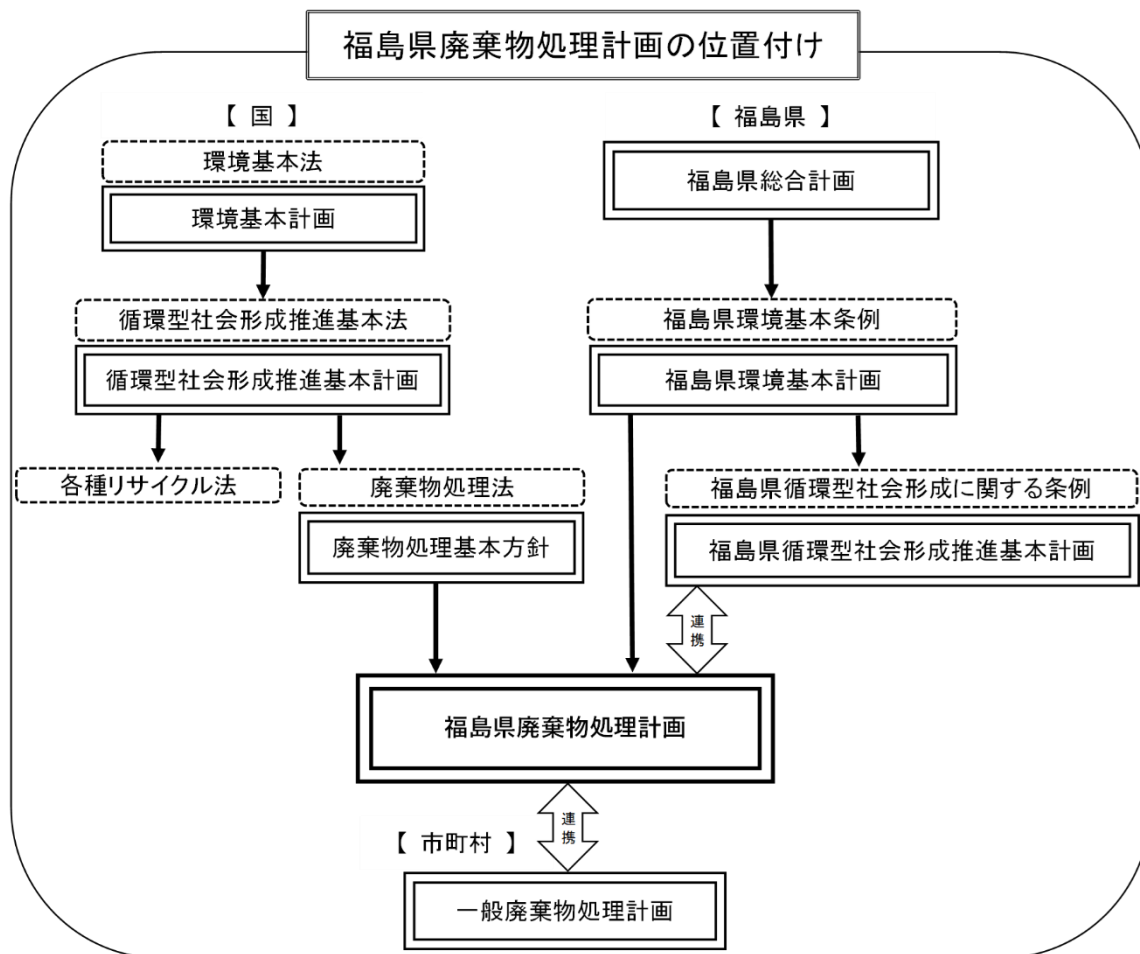 福島県廃棄物処理計画の位置付け
【 国 】
環境基本法
環境基本計画
循環型社会形成推進基本法
循環型社会形成推進基本計画
各種リサイクル法
廃棄物処理法
廃棄物処理基本方針
【 福島県 】
福島県総合計画
福島県環境基本条例
福島県環境基本計画
福島県循環型社会形成に関する条例
福島県循環型社会形成推進基本計画
連携
福島県廃棄物処理計画
連携
【 市町村 】
一般廃棄物処理計画